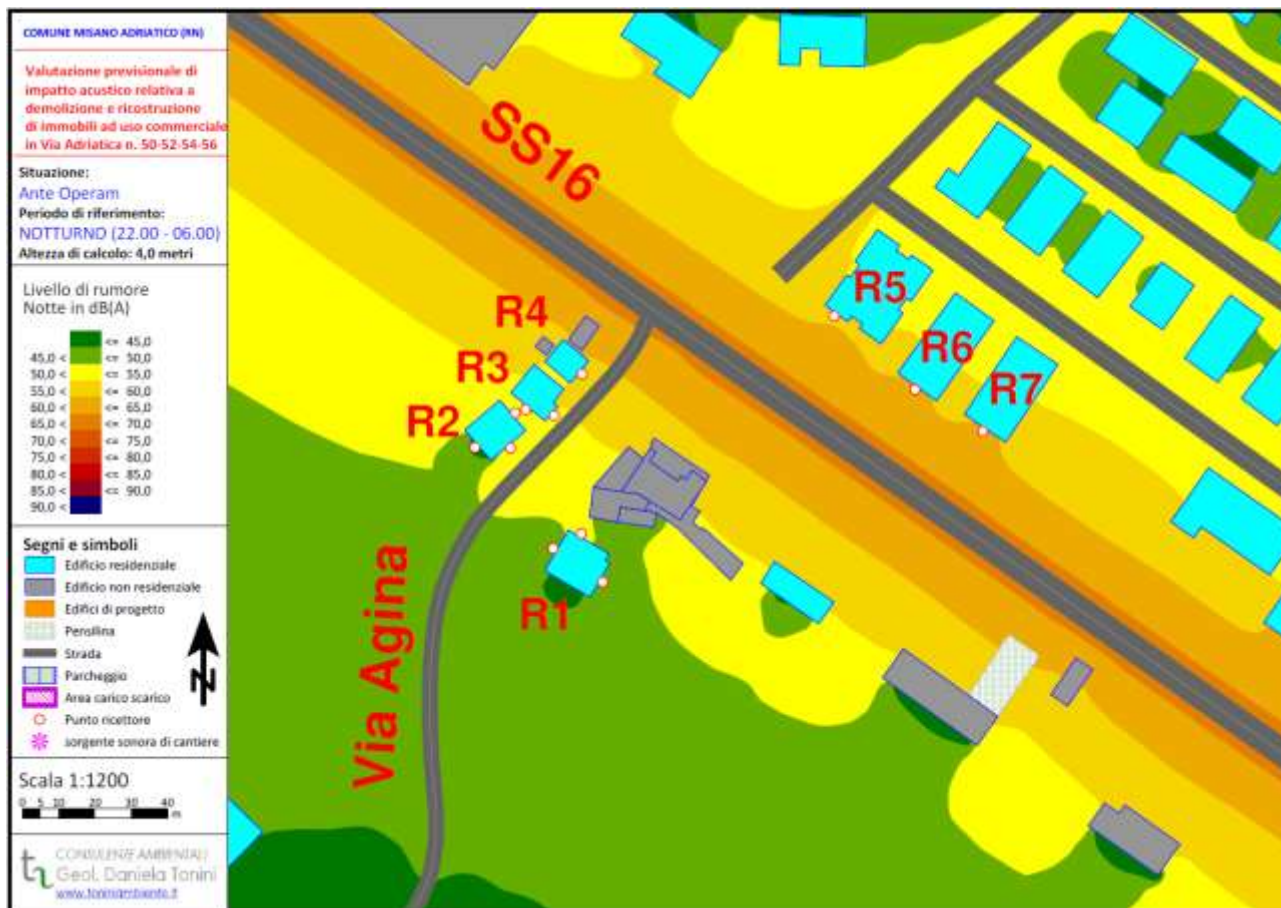 COMUNE MISANO ADRIATICO (RN)
Valutazione previsionale di
impatto acustico relativa a
demolizione e ricostruzione
di immobili ad uso commerciale
in Via Adriatica n. 50-52-54-56
Situazione:
Ante Operam
Periodo di riferimento:
NOTTURNO (22.00 - 06.00)
Altezza di calcolo: 4,0 metri
Livello di rumore
Notte in dB(A)
<= 45,0
45,0 < <= 50,0
50,0 < <= 55,0
55,0 < <= 60,0
60,0 < <= 65,0
65,0 < <= 70,0
70,0 < <= 75,0
75,0 < <= 80,0
80,0 < <= 85,0
85,0 < <= 90,0
90,0 <
Segni e simboli
Edificio residenziale
Edificio non residenziale
Edifici di progetto
Pensilina
Strada
Parcheggio
Area carico scarico
Punto ricettore
sorgente sonora di cantiere
N
Scala 1:1200
0 5 10 20 30 40
m
CONSULENZE AMBIENTALI
Geol. Daniela Tonini
www.toniniambiente.it
SS16
R5
R4
R6
R3
R7
R2
R1
Via Agina